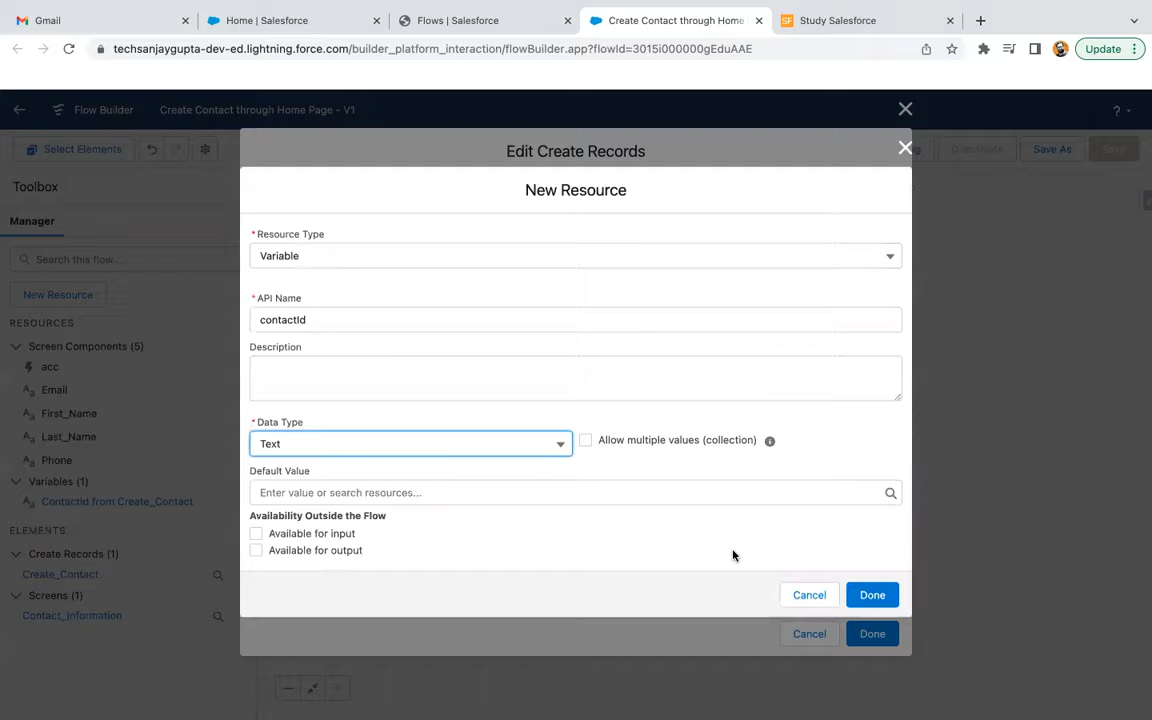 Gmail
Home | Salesforce
Flows | Salesforce
Create Contact through Home
SF Study Salesforce
techsanjaygupta-dev-ed.lightning.force.com/builder_platform_interaction/flowBuilder.app?flowId=3015i000000gEduAAE
Update
Flow Builder
Create Contact through Home Page - V1
?
Select Elements
Edit Create Records
Save As
Toolbox
New Resource
Manager
*Resource Type
Variable
Search this flow...
New Resource
*API Name
contactId
RESOURCES
Screen Components (5)
Description
acc
Email
First_Name
*Data Type
Last_Name
Text
Allow multiple values (collection)
Phone
Default Value
Variables (1)
Enter value or search resources...
ContactId from Create_Contact
Availability Outside the Flow
ELEMENTS
Available for input
Create Records (1)
Available for output
Create_Contact
Screens (1)
Cancel
Done
Contact_Information
Cancel
Done